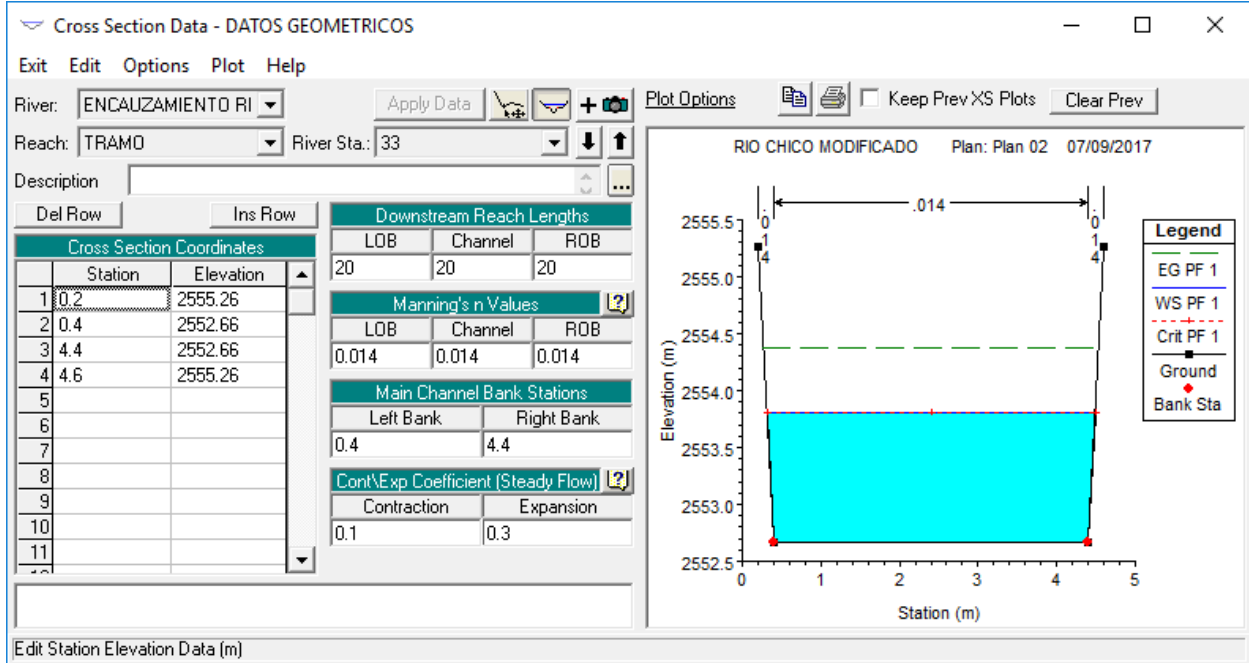 Cross Section Data - DATOS GEOMETRICOS
Exit Edit Options Plot Help
River: ENCAUZAMIENTO RI Apply Data
Reach: TRAMO River Sta.: 33
Description ...
Del Row Ins Row
Cross Section Coordinates
Station Elevation
1 0.2 2555.26
2 0.4 2552.66
3 4.4 2552.66
4 4.6 2555.26
5
6
7
8
9
10
11
Downstream Reach Lengths
LOB Channel ROB
20 20 20
Manning's n Values
LOB Channel ROB
0.014 0.014 0.014
Main Channel Bank Stations
Left Bank Right Bank
0.4 4.4
Cont\Exp Coefficient (Steady Flow)
Contraction Expansion
0.1 0.3
Edit Station Elevation Data (m)
Plot Options Keep Prev XS Plots Clear Prev
RIO CHICO MODIFICADO Plan: Plan 02 07/09/2017
.014 .014 .014
Elevation (m)
2555.5
2555.0
2554.5
2554.0
2553.5
2553.0
2552.5
0 1 2 3 4 5
Station (m)
Legend
EG PF 1
WS PF 1
Crit PF 1
Ground
Bank Sta